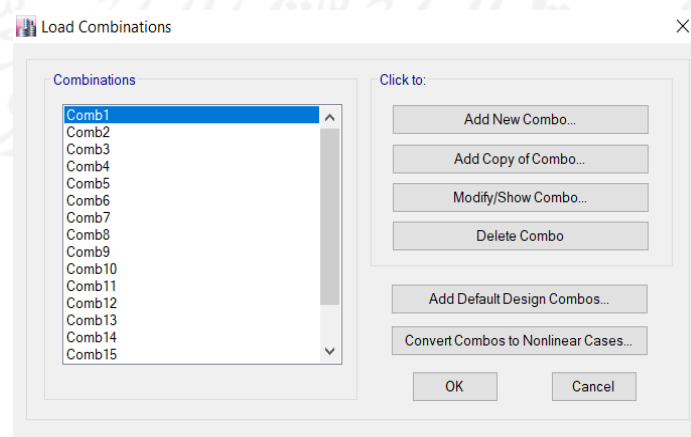 Load Combinations
Combinations
Comb1
Comb2
Comb3
Comb4
Comb5
Comb6
Comb7
Comb8
Comb9
Comb10
Comb11
Comb12
Comb13
Comb14
Comb15
Click to:
Add New Combo...
Add Copy of Combo...
Modify/Show Combo...
Delete Combo
Add Default Design Combos...
Convert Combos to Nonlinear Cases...
OK
Cancel